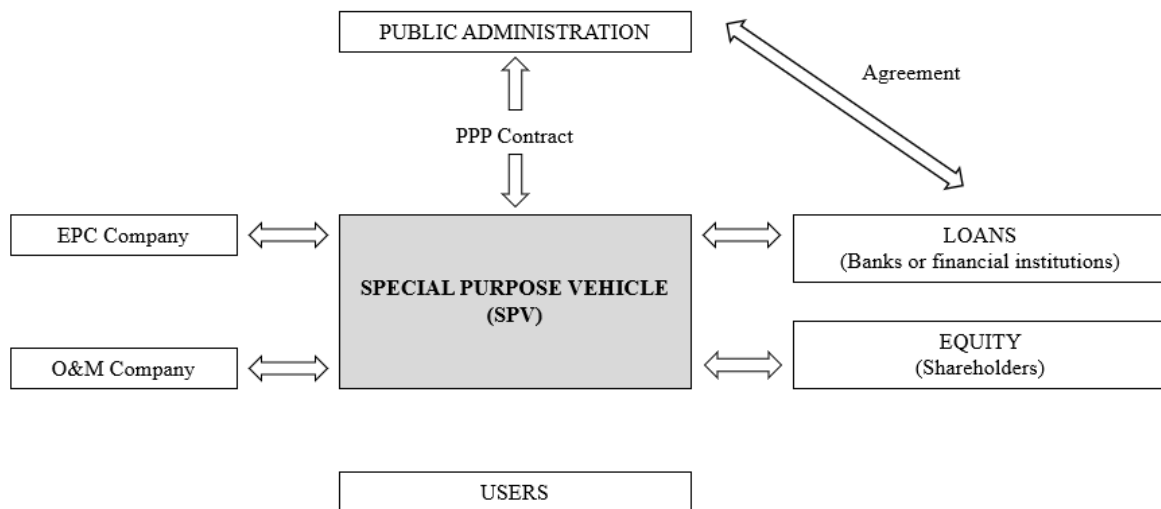 PUBLIC ADMINISTRATION
Agreement
PPP Contract
EPC Company
LOANS
(Banks or financial institutions)
SPECIAL PURPOSE VEHICLE
(SPV)
O&M Company
EQUITY
(Shareholders)
USERS